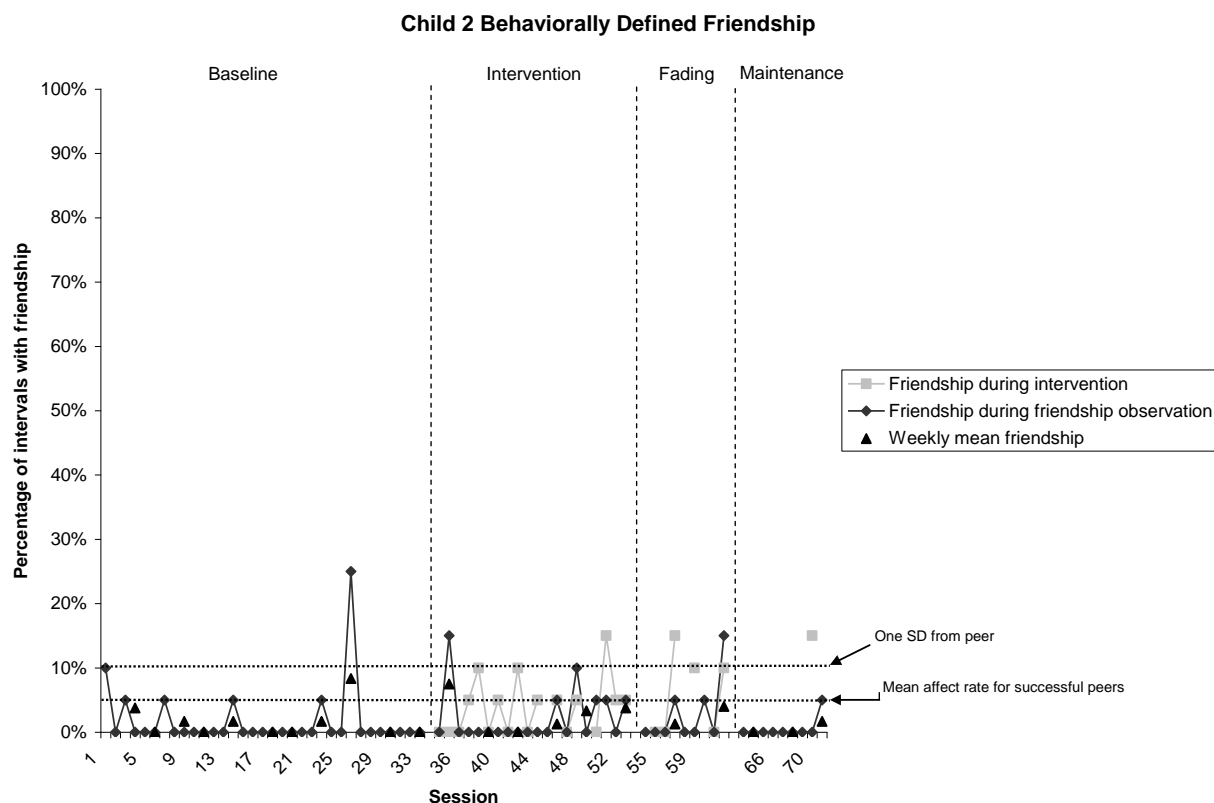 Child 2 Behaviorally Defined Friendship
Baseline Intervention Fading Maintenance
100%
90%
80%
70%
60%
50%
40%
30%
20%
10%
0%
Percentage of intervals with friendship
Friendship during intervention
Friendship during friendship observation
Weekly mean friendship
One SD from peer
Mean affect rate for successful peers
1 5 9 13 17 21 25 29 33 36 40 44 48 52 55 59 66 70
Session